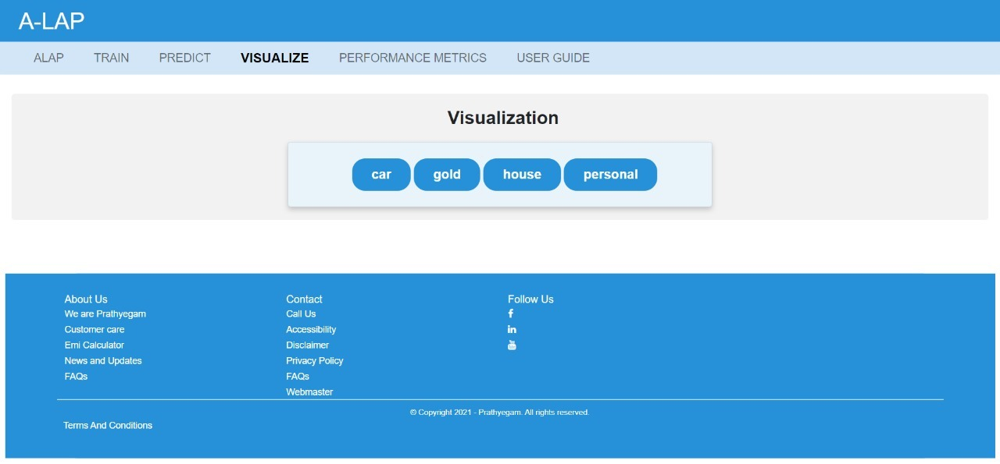 A-LAP
ALAP TRAIN PREDICT VISUALIZE PERFORMANCE METRICS USER GUIDE
Visualization
car gold house personal
About Us
We are Prathyegam
Customer care
Emi Calculator
News and Updates
FAQs
Contact
Call Us
Accessibility
Disclaimer
Privacy Policy
FAQs
Webmaster
Follow Us
© Copyright 2021 - Prathyegam. All rights reserved.
Terms And Conditions